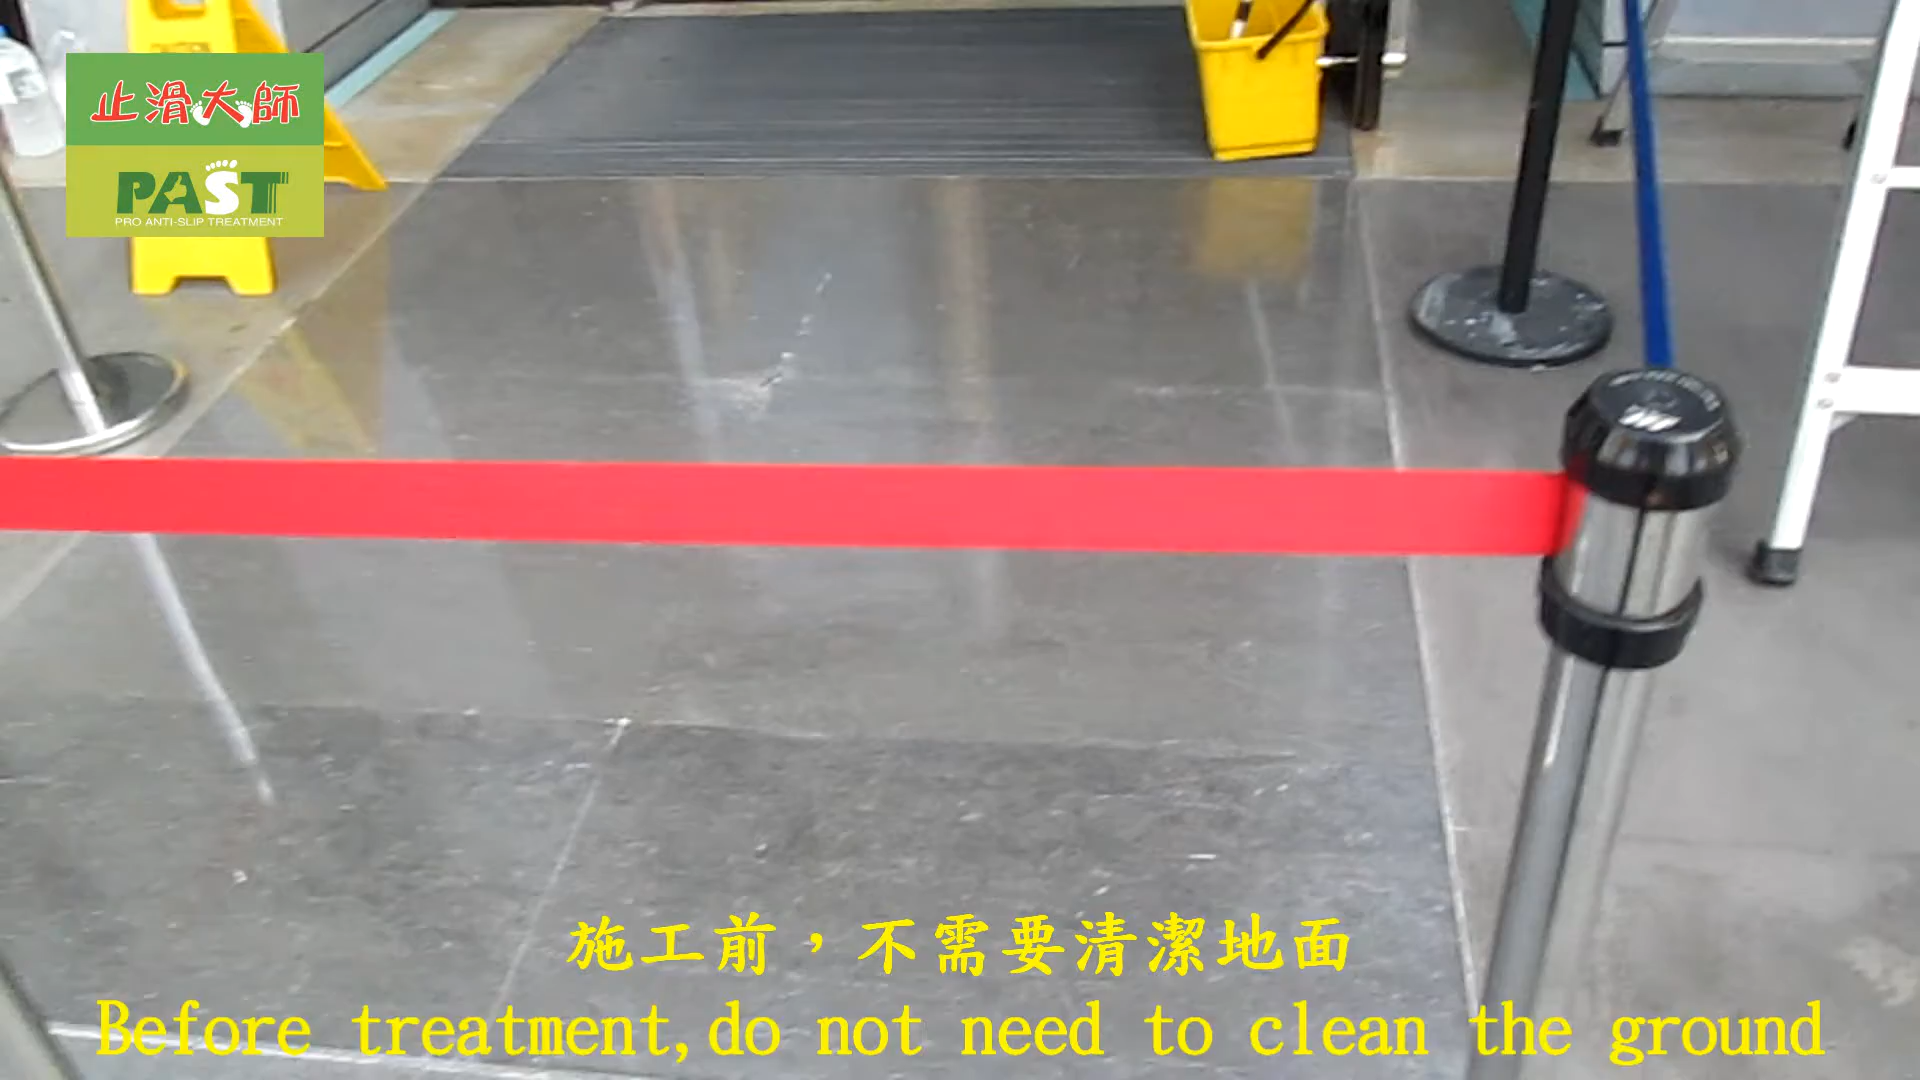 止滑大師
PAST
PRO ANTI-SLIP TREATMENT
施工前，不需要清潔地面
Before treatment,do not need to clean the ground